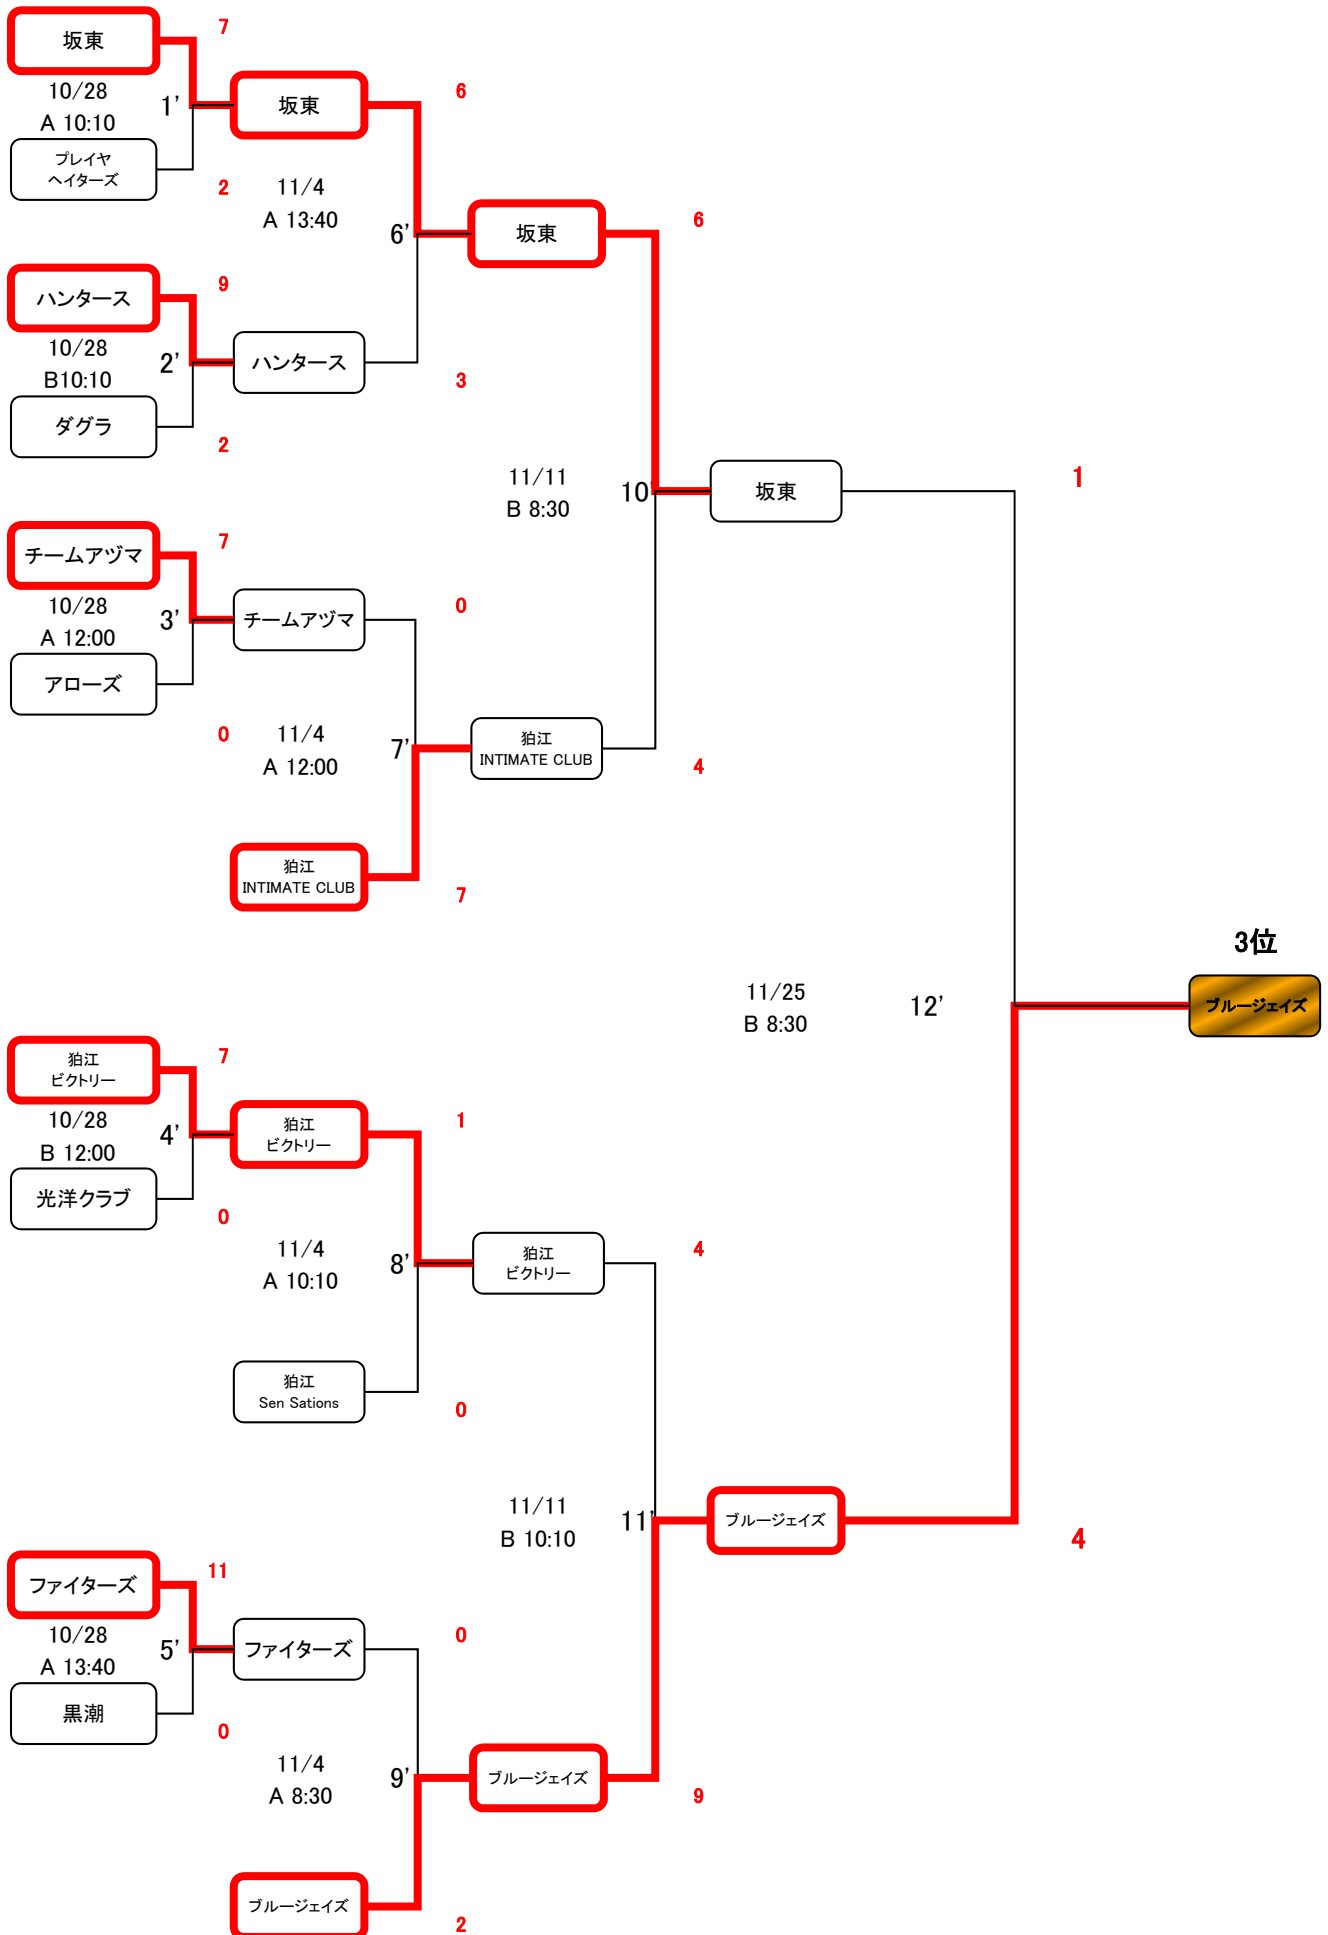 坂東
7
10/28
A 10:10
1’
坂東
6
プレイヤ
ヘイターズ
2
11/4
A 13:40
6’
坂東
6
ハンタース
9
10/28
B10:10
2’
ハンタース
3
ダグラ
2
11/11
B 8:30
10’
坂東
1
チームアヅマ
7
10/28
A 12:00
3’
チームアヅマ
0
アローズ
0
11/4
A 12:00
7’
狛江
INTIMATE CLUB
4
狛江
INTIMATE CLUB
7
3位
11/25
B 8:30
12’
ブルージェイズ
狛江
ビクトリー
7
10/28
B 12:00
4’
狛江
ビクトリー
1
光洋クラブ
0
11/4
A 10:10
8’
狛江
ビクトリー
4
狛江
Sen Sations
0
11/11
B 10:10
11’
ブルージェイズ
4
ファイターズ
11
10/28
A 13:40
5’
ファイターズ
0
黒潮
0
11/4
A 8:30
9’
ブルージェイズ
9
ブルージェイズ
2